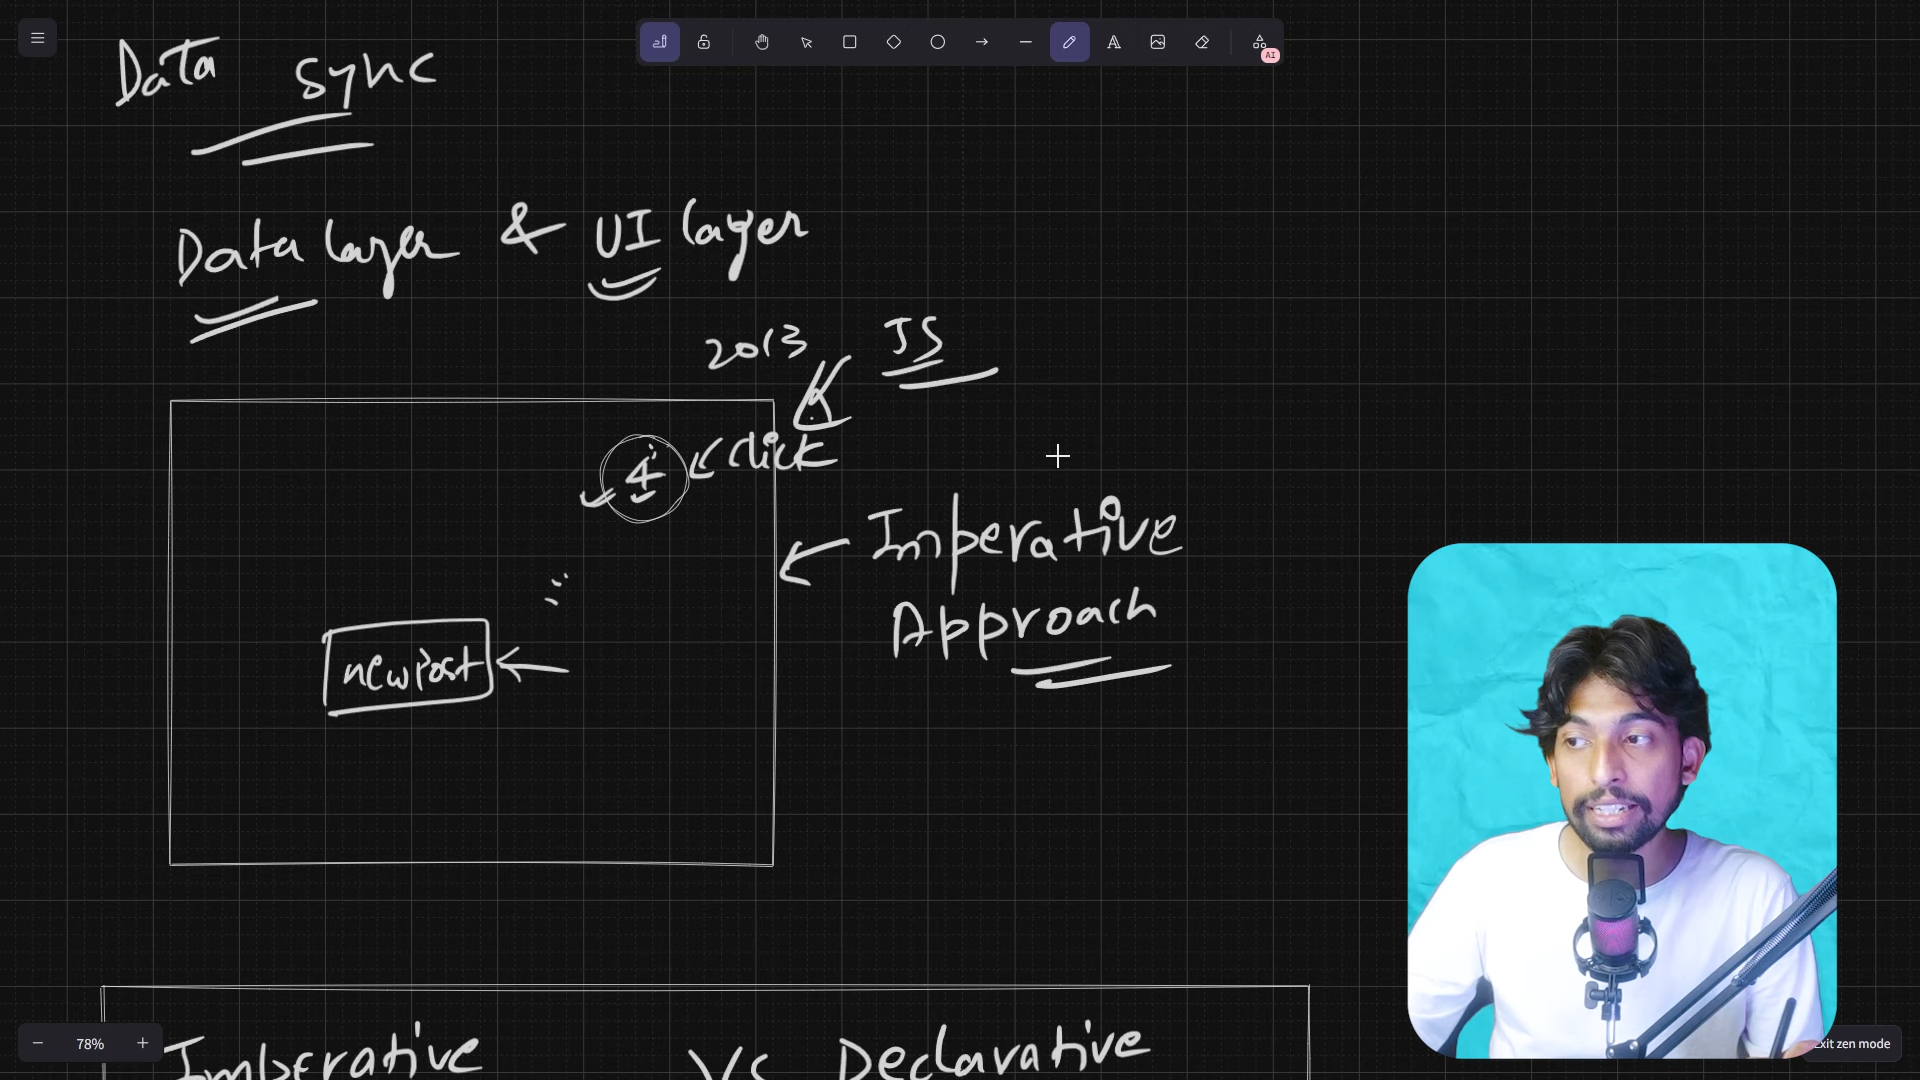 Data sync
Data layer & UI layer
2013 JS
4 click
Imperative
Approach
newPost
Imperative Vs Declarative
AI
78%
Exit zen mode